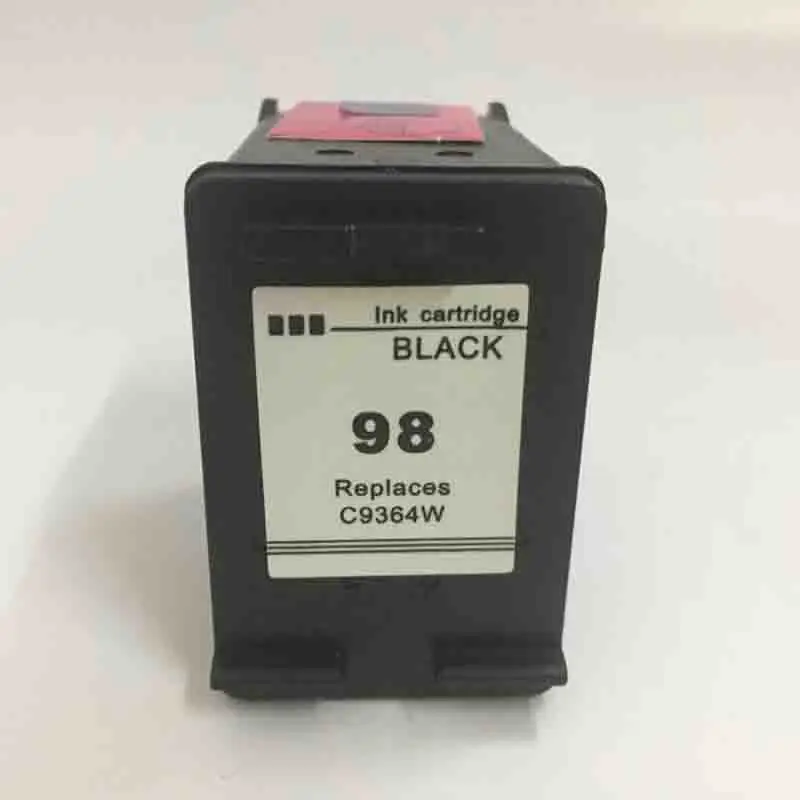 Ink cartridge
BLACK
98
Replaces
C9364W